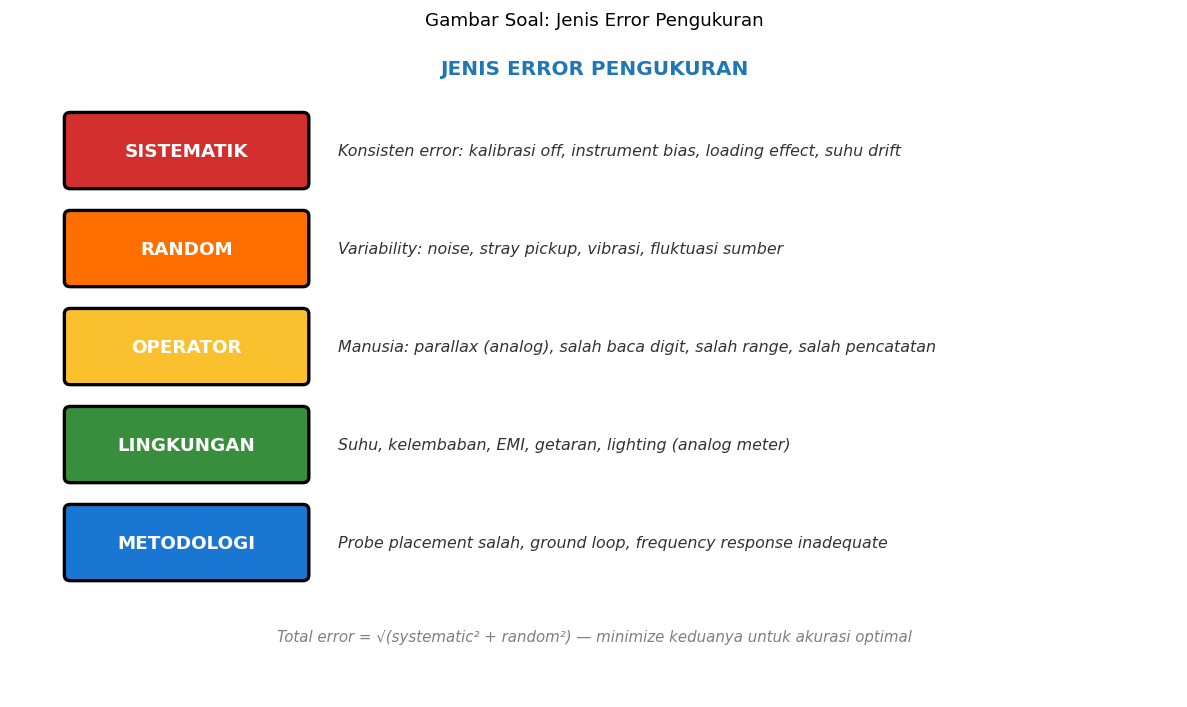 Gambar Soal: Jenis Error Pengukuran
JENIS ERROR PENGUKURAN
SISTEMATIK
Konsisten error: kalibrasi off, instrument bias, loading effect, suhu drift
RANDOM
Variability: noise, stray pickup, vibrasi, fluktuasi sumber
OPERATOR
Manusia: parallax (analog), salah baca digit, salah range, salah pencatatan
LINGKUNGAN
Suhu, kelembaban, EMI, getaran, lighting (analog meter)
METODOLOGI
Probe placement salah, ground loop, frequency response inadequate
Total error = √(systematic² + random²) — minimize keduanya untuk akurasi optimal